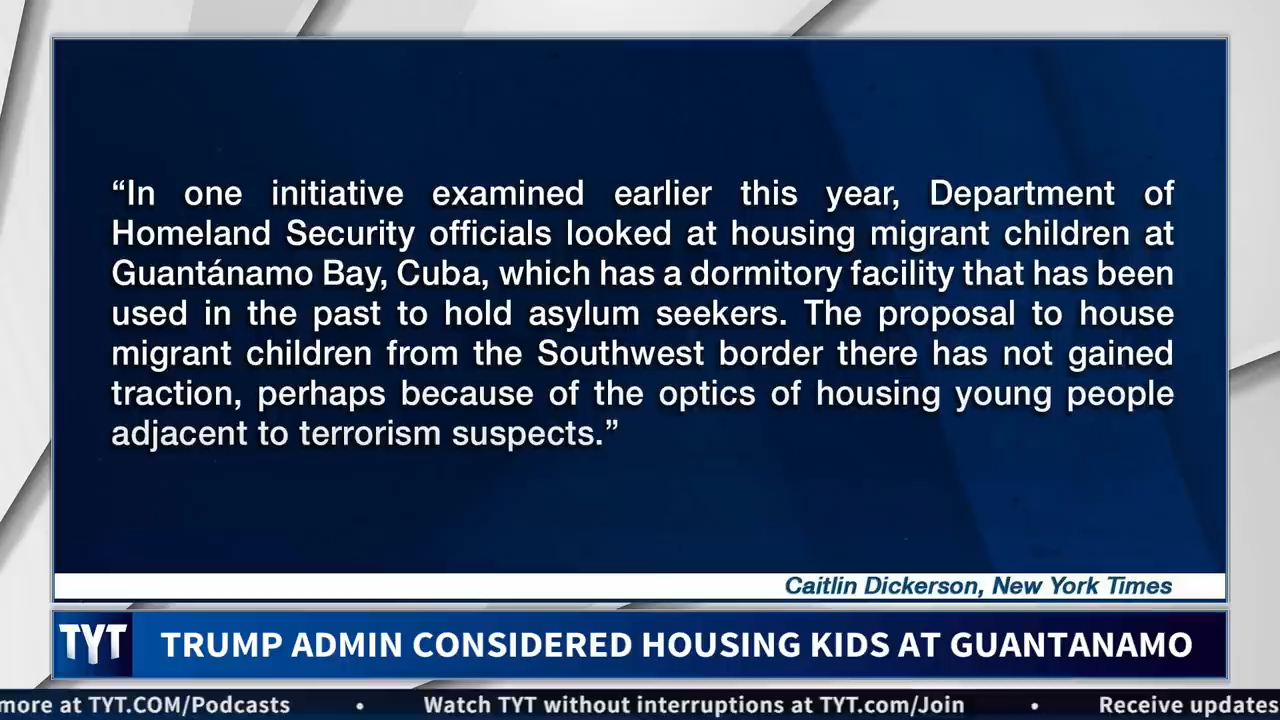 “In one initiative examined earlier this year, Department of
Homeland Security officials looked at housing migrant children at
Guantánamo Bay, Cuba, which has a dormitory facility that has been
used in the past to hold asylum seekers. The proposal to house
migrant children from the Southwest border there has not gained
traction, perhaps because of the optics of housing young people
adjacent to terrorism suspects.”
Caitlin Dickerson, New York Times
TYT TRUMP ADMIN CONSIDERED HOUSING KIDS AT GUANTANAMO
more at TYT.COM/Podcasts • Watch TYT without interruptions at TYT.com/Join • Receive updates